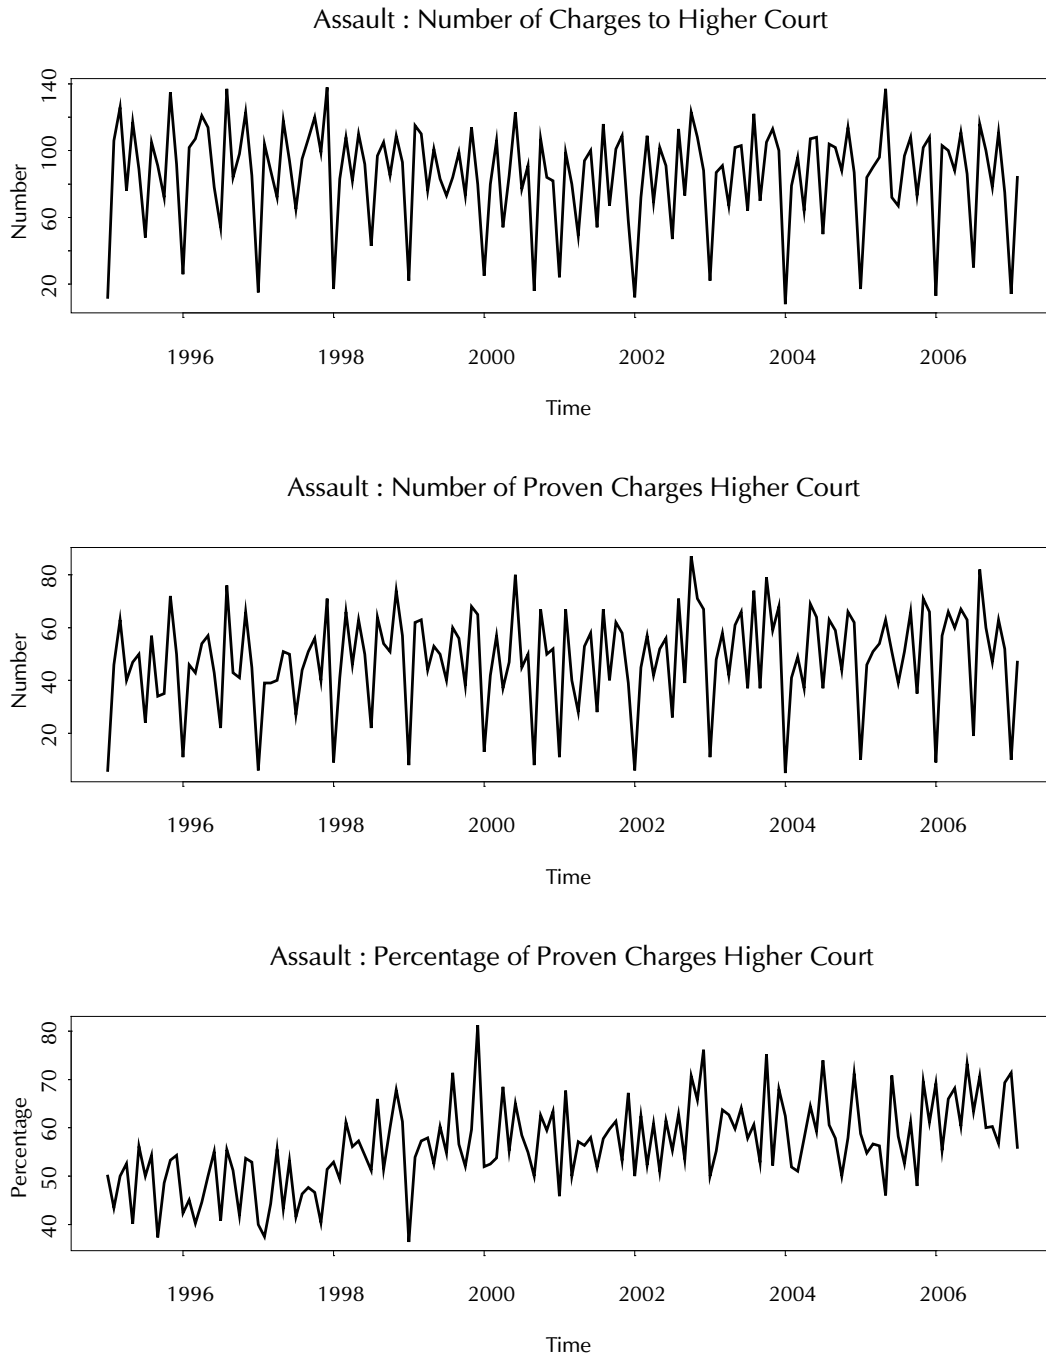 Assault : Number of Charges to Higher Court
Number
20 60 100 140
1996 1998 2000 2002 2004 2006
Time
Assault : Number of Proven Charges Higher Court
Number
20 40 60 80
1996 1998 2000 2002 2004 2006
Time
Assault : Percentage of Proven Charges Higher Court
Percentage
40 50 60 70 80
1996 1998 2000 2002 2004 2006
Time